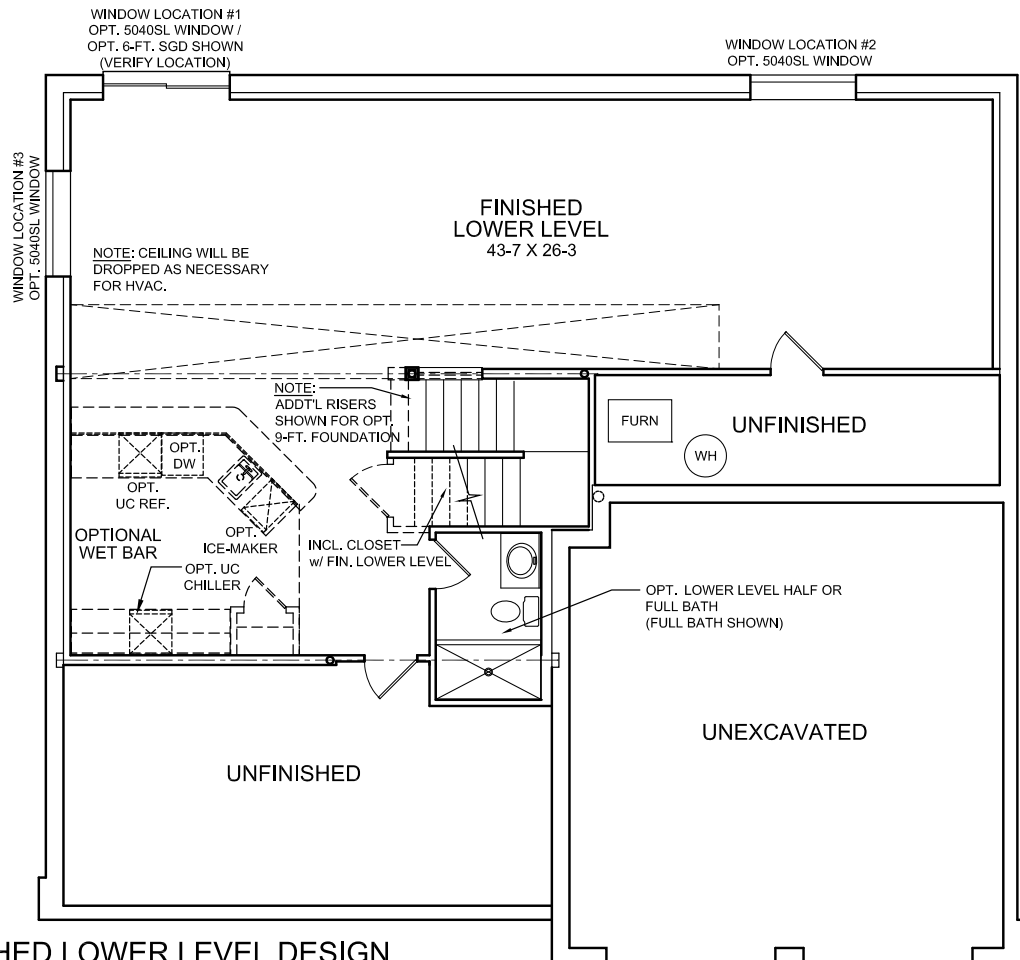 WINDOW LOCATION #1
OPT. 5040SL WINDOW /
OPT. 6-FT. SGD SHOWN
(VERIFY LOCATION)
WINDOW LOCATION #2
OPT. 5040SL WINDOW
WINDOW LOCATION #3
OPT. 5040SL WINDOW
FINISHED
LOWER LEVEL
43-7 X 26-3
NOTE: CEILING WILL BE
DROPPED AS NECESSARY
FOR HVAC.
NOTE:
ADDT'L RISERS
SHOWN FOR OPT.
9-FT. FOUNDATION
FURN
WH
UNFINISHED
OPT.
DW
OPT.
UC REF.
OPT.
ICE-MAKER
OPTIONAL
WET BAR
OPT. UC
CHILLER
INCL. CLOSET
w/ FIN. LOWER LEVEL
OPT. LOWER LEVEL HALF OR
FULL BATH
(FULL BATH SHOWN)
UNEXCAVATED
UNFINISHED
HED LOWER LEVEL DESIGN